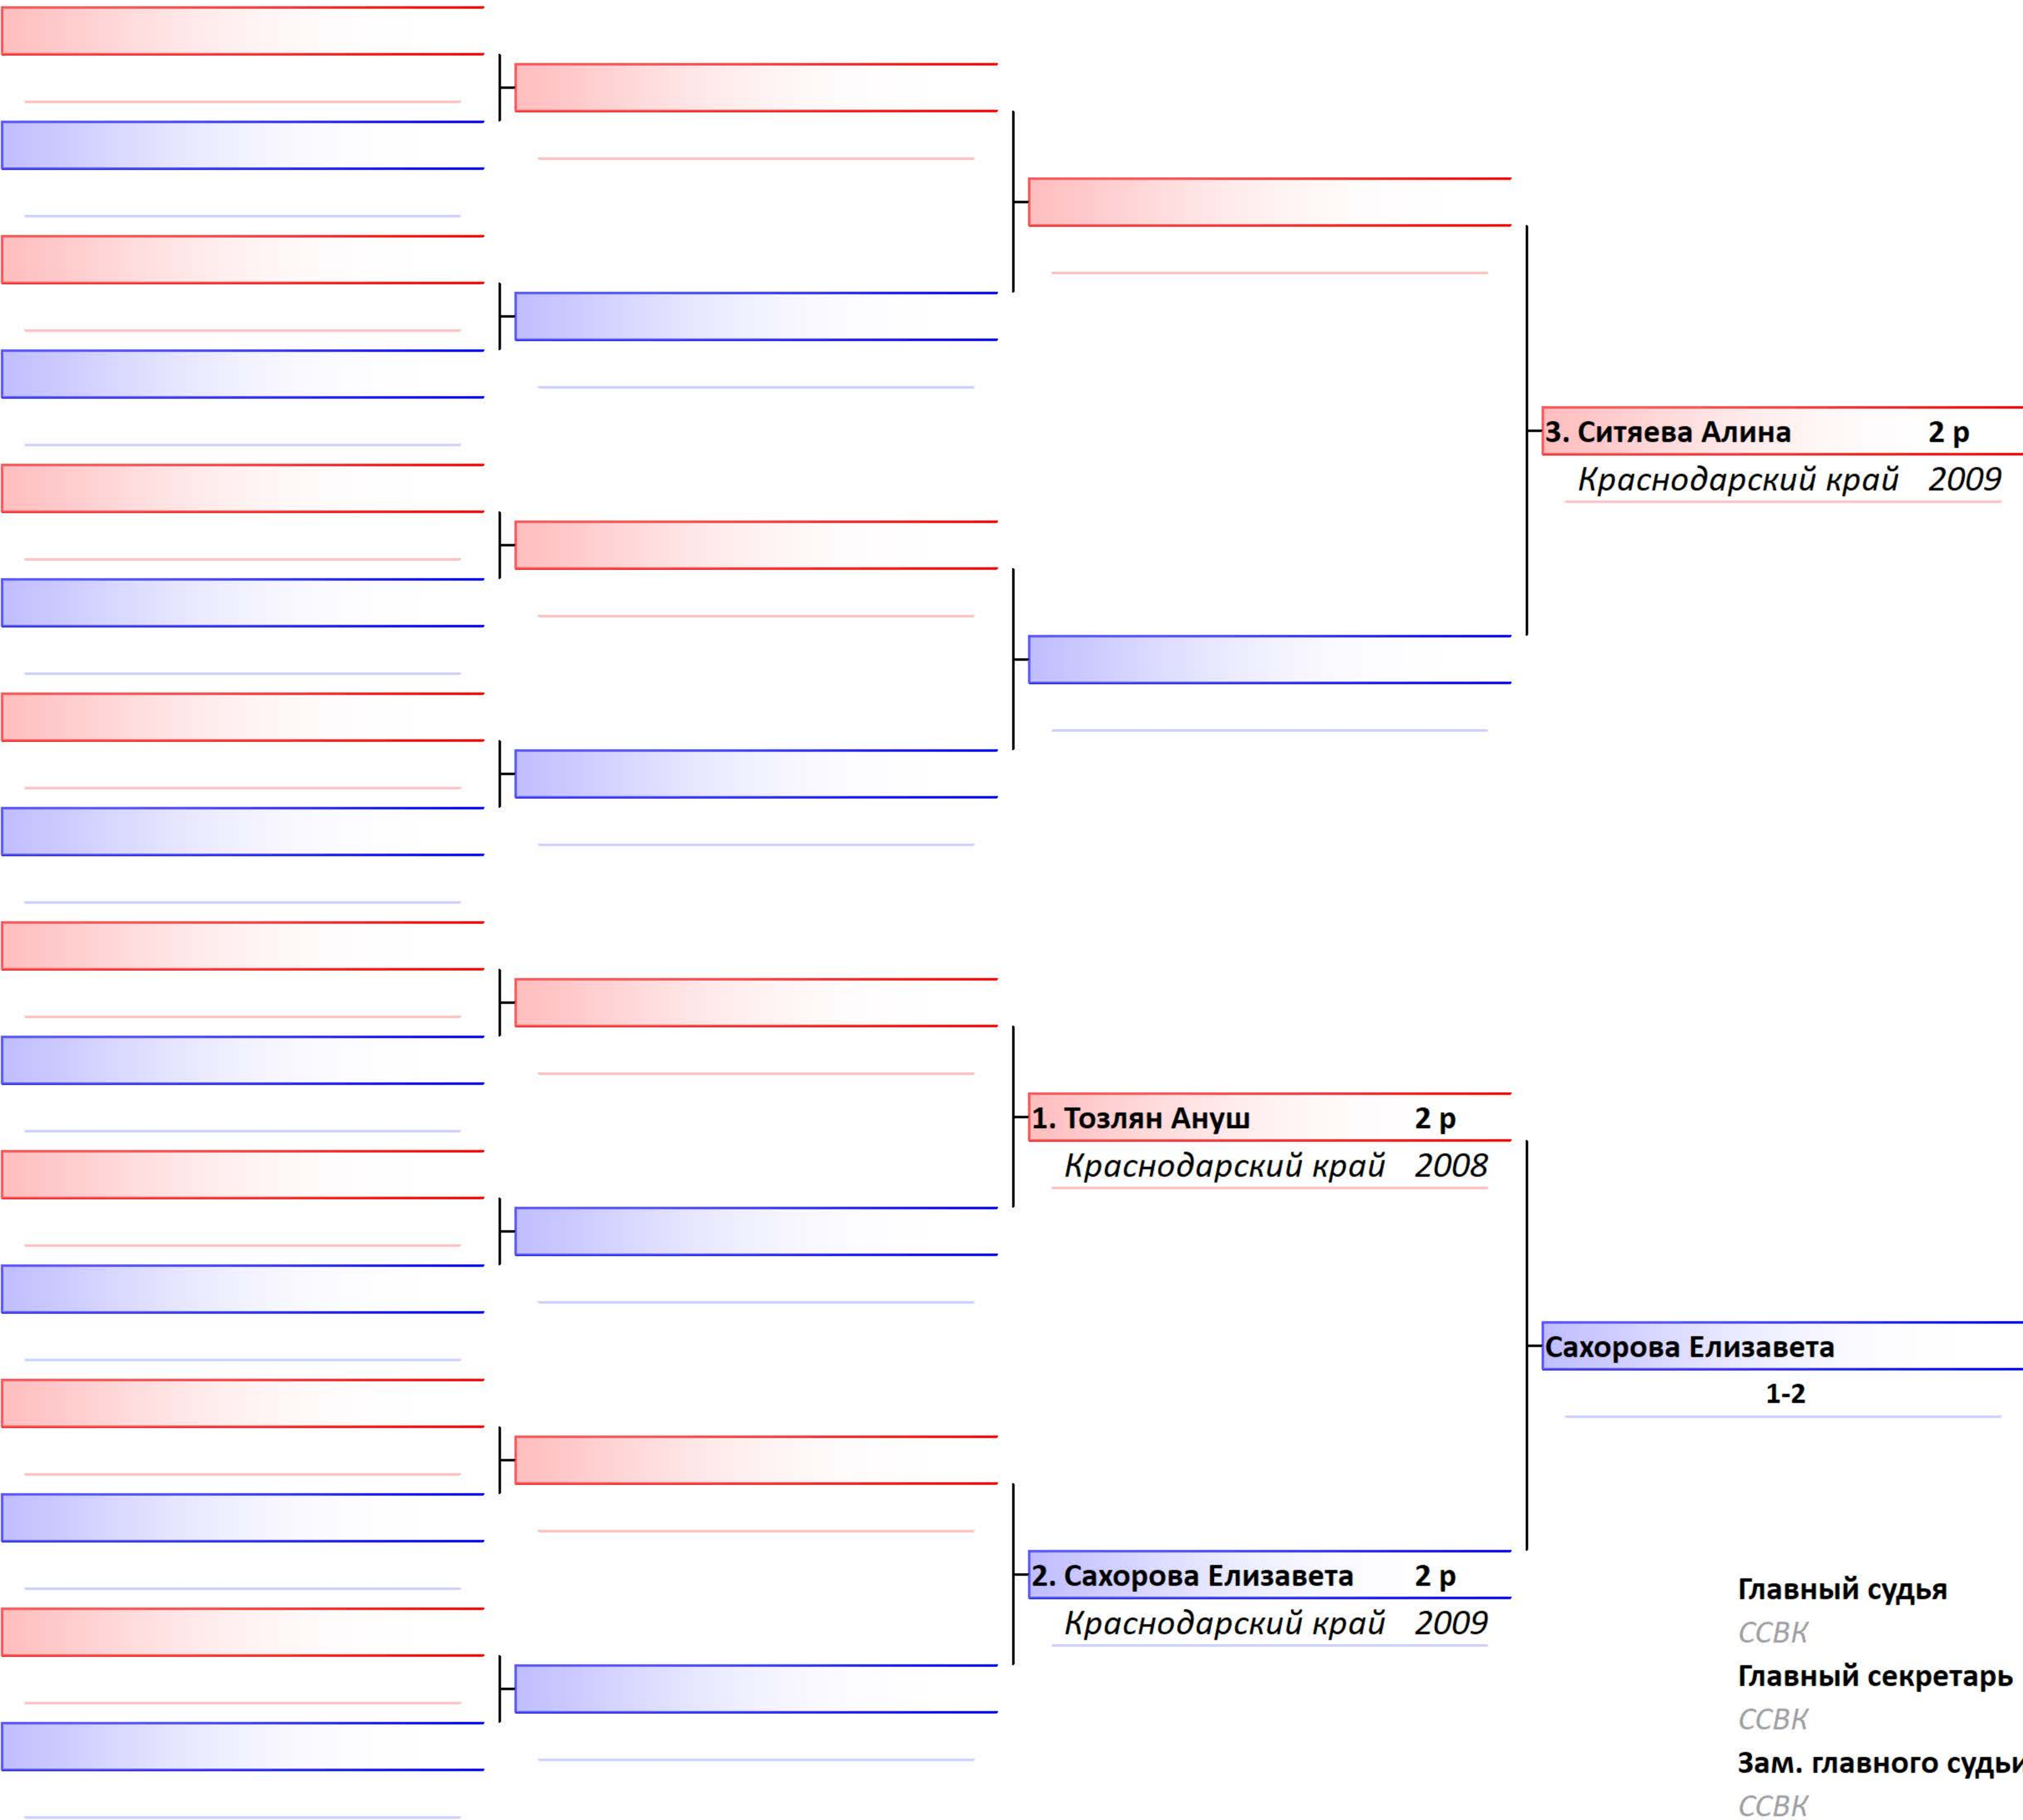 3. Ситяева Алина 2 р
Краснодарский край 2009
1. Тозлян Ануш 2 р
Краснодарский край 2008
Сахорова Елизавета
1-2
2. Сахорова Елизавета 2 р
Краснодарский край 2009
Главный судья
ССВК
Главный секретарь
ССВК
Зам. главного судьи
ССВК